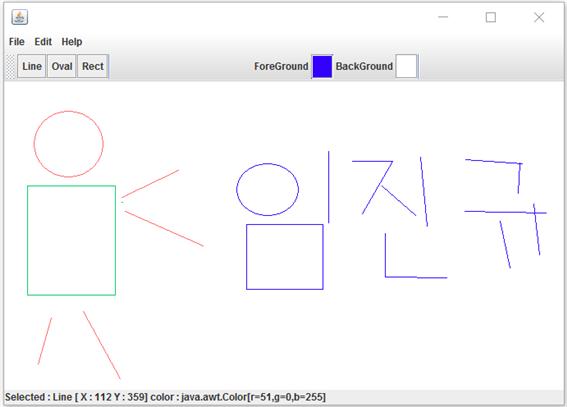 File Edit Help
Line Oval Rect ForeGround BackGround
임진규
Selected : Line [ X : 112 Y : 359] color : java.awt.Color[r=51,g=0,b=255]